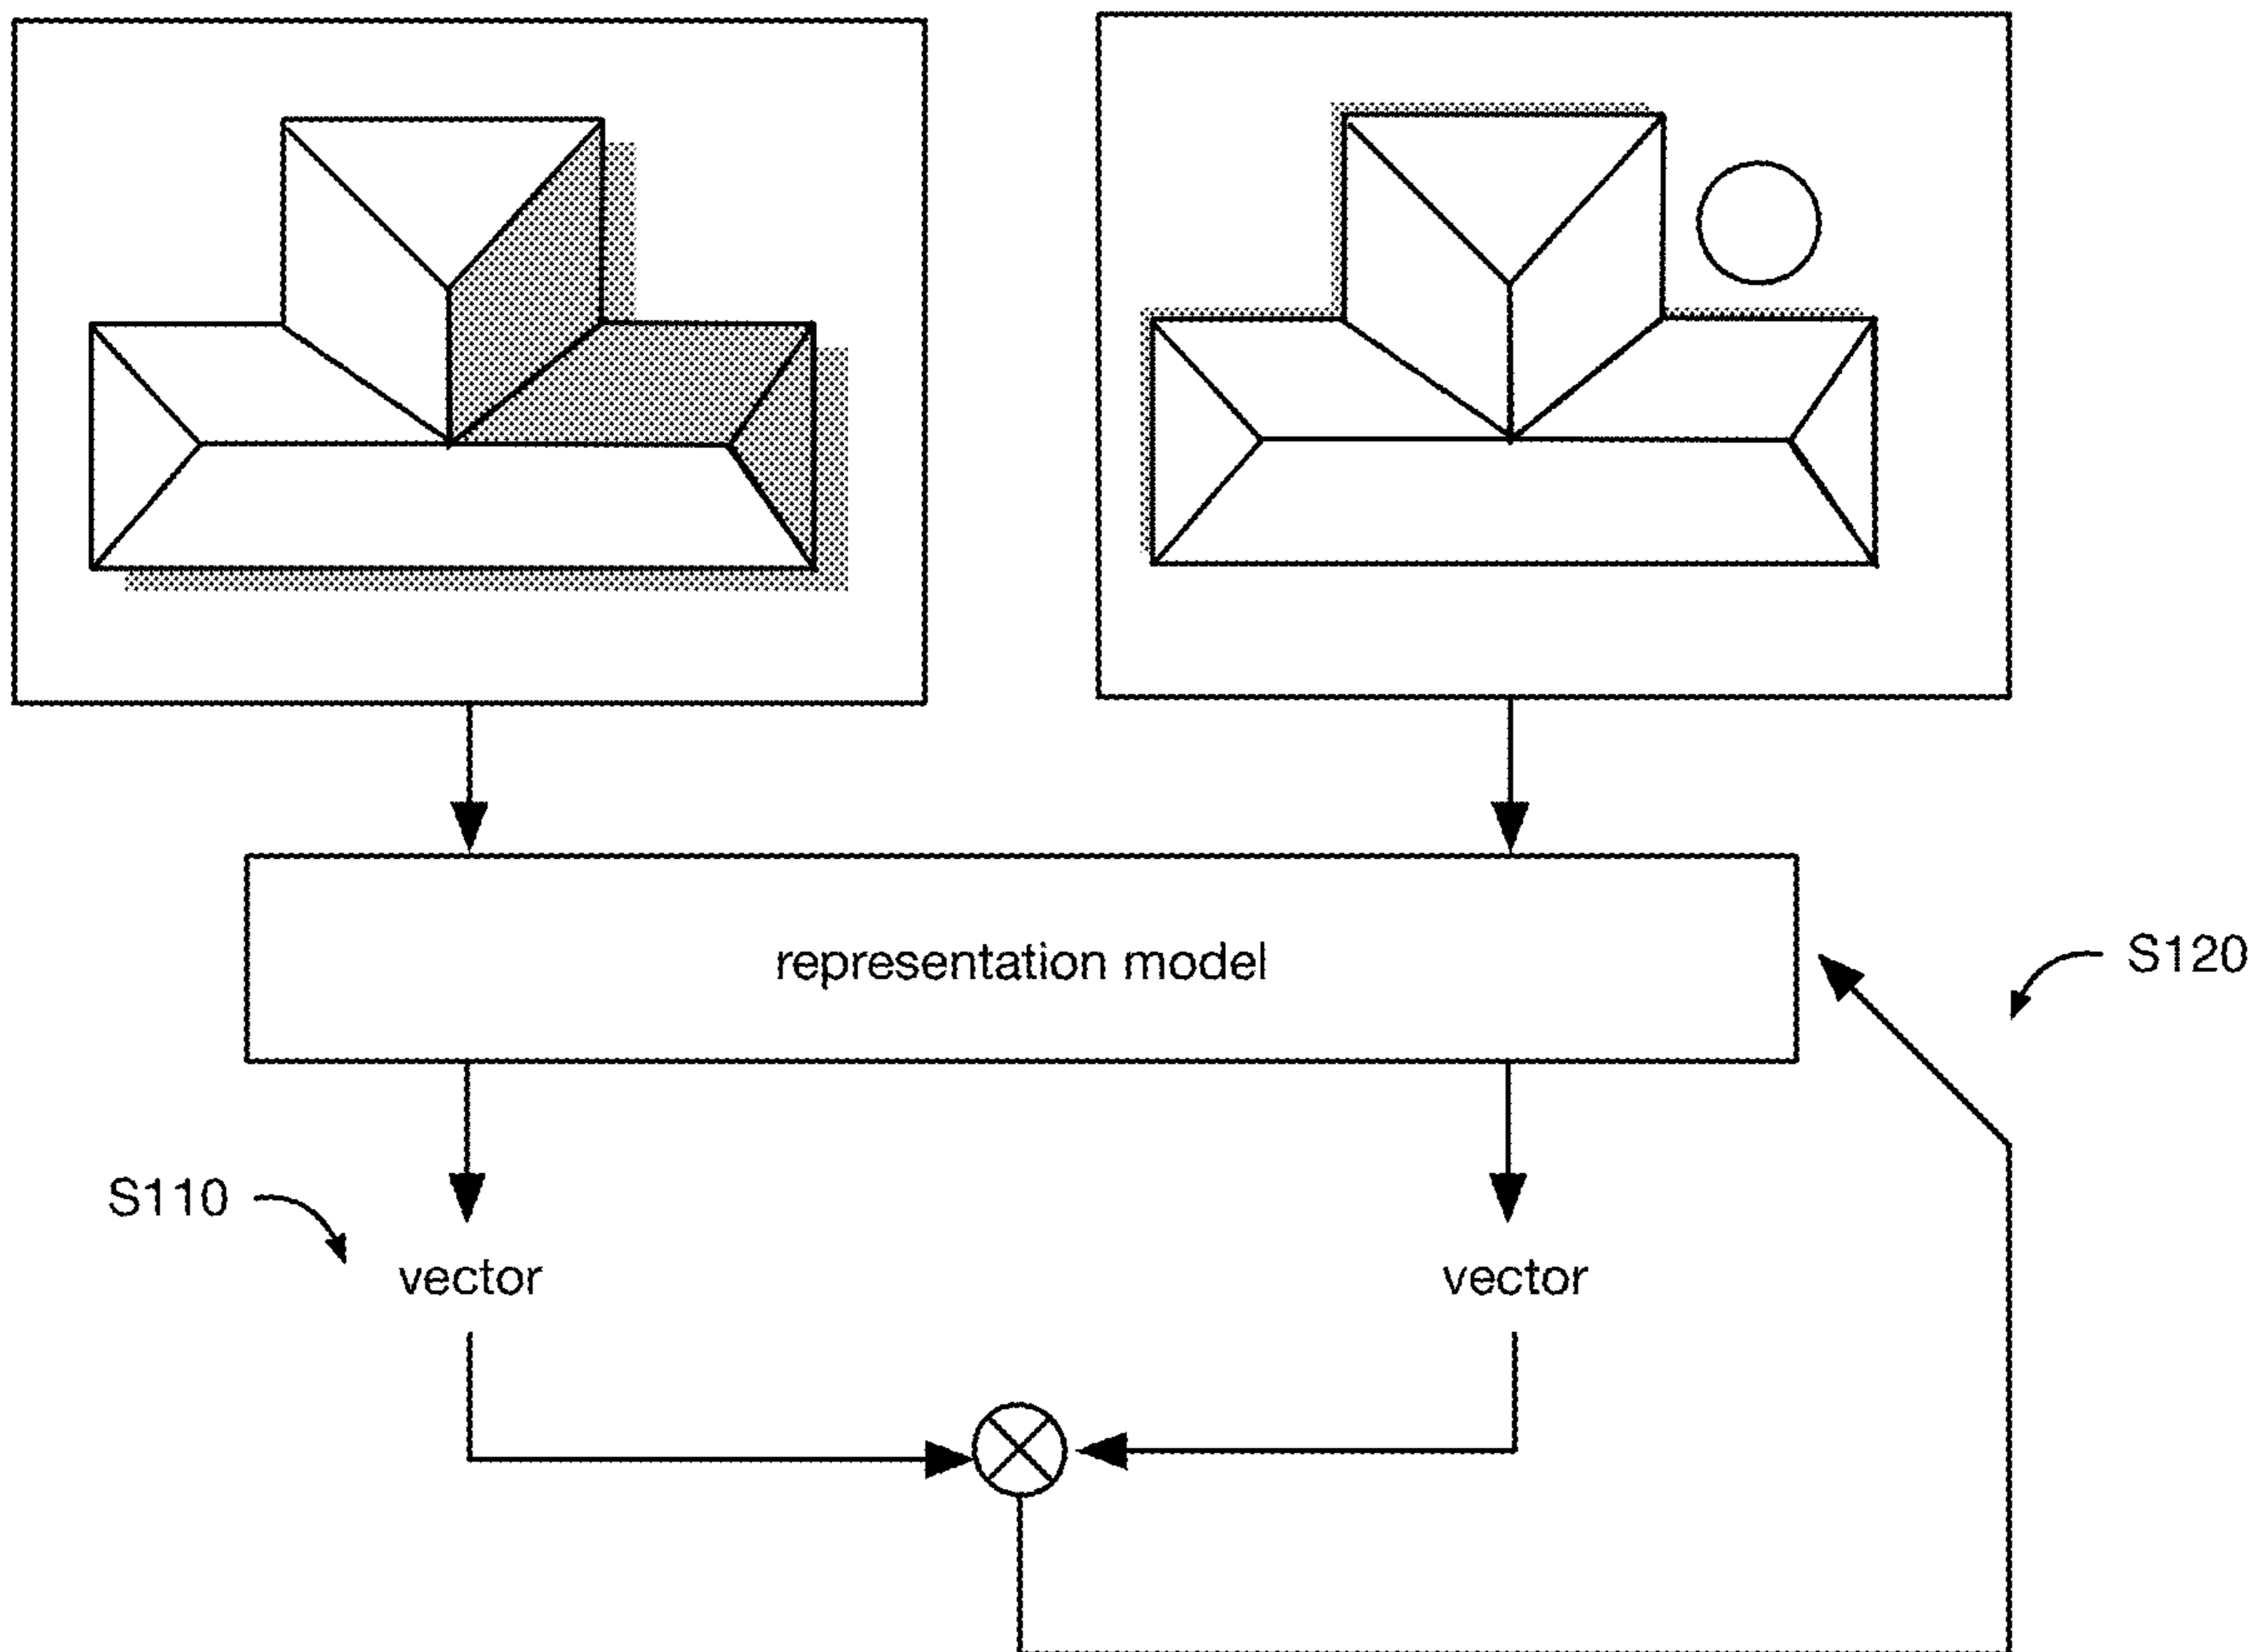 representation model
S120
S110
vector
vector